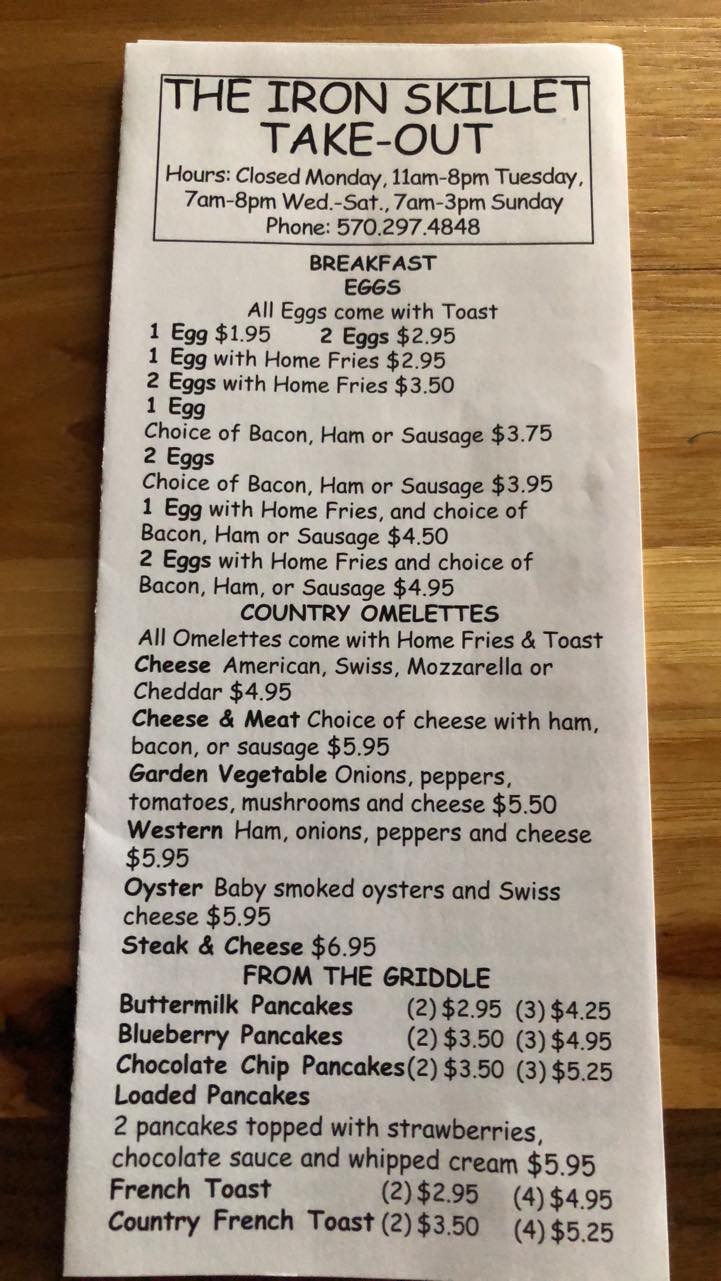 THE IRON SKILLET
TAKE-OUT
Hours: Closed Monday, 11am-8pm Tuesday,
7am-8pm Wed.-Sat., 7am-3pm Sunday
Phone: 570.297.4848
BREAKFAST
EGGS
All Eggs come with Toast
1 Egg $1.95 2 Eggs $2.95
1 Egg with Home Fries $2.95
2 Eggs with Home Fries $3.50
1 Egg
Choice of Bacon, Ham or Sausage $3.75
2 Eggs
Choice of Bacon, Ham or Sausage $3.95
1 Egg with Home Fries, and choice of
Bacon, Ham or Sausage $4.50
2 Eggs with Home Fries and choice of
Bacon, Ham, or Sausage $4.95
COUNTRY OMELETTES
All Omelettes come with Home Fries & Toast
Cheese American, Swiss, Mozzarella or
Cheddar $4.95
Cheese & Meat Choice of cheese with ham,
bacon, or sausage $5.95
Garden Vegetable Onions, peppers,
tomatoes, mushrooms and cheese $5.50
Western Ham, onions, peppers and cheese
$5.95
Oyster Baby smoked oysters and Swiss
cheese $5.95
Steak & Cheese $6.95
FROM THE GRIDDLE
Buttermilk Pancakes (2) $2.95 (3) $4.25
Blueberry Pancakes (2) $3.50 (3) $4.95
Chocolate Chip Pancakes (2) $3.50 (3) $5.25
Loaded Pancakes
2 pancakes topped with strawberries,
chocolate sauce and whipped cream $5.95
French Toast (2) $2.95 (4) $4.95
Country French Toast (2) $3.50 (4) $5.25